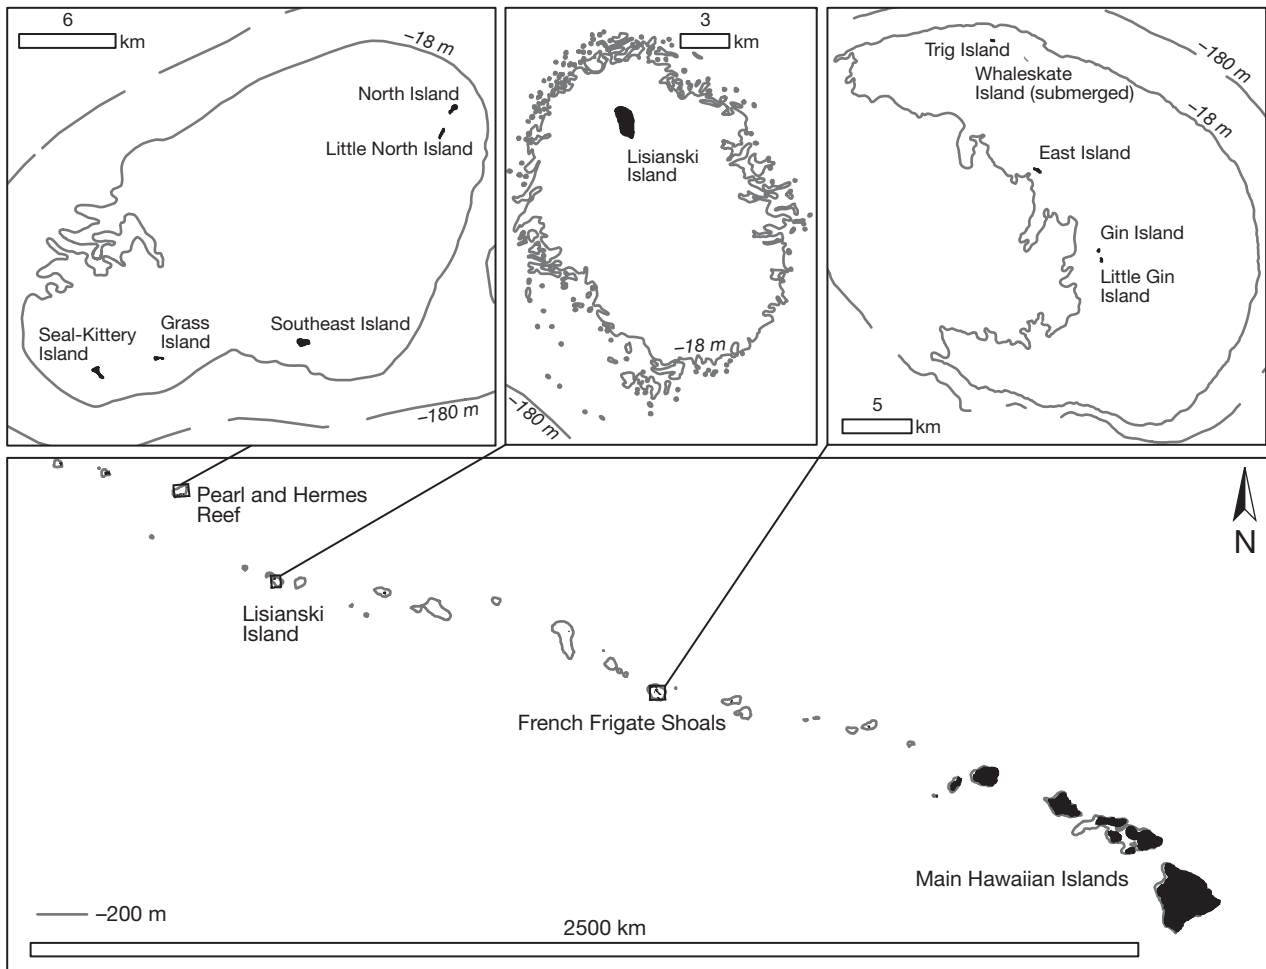 6
km
–18 m
North Island
Little North Island
Seal-Kittery
Island
Grass
Island
Southeast Island
–180 m
3
km
Lisianski
Island
–18 m
–180 m
Trig Island
Whaleskate
Island (submerged)
–180 m
–18 m
East Island
Gin Island
Little Gin
Island
5
km
Pearl and Hermes
Reef
Lisianski
Island
French Frigate Shoals
N
Main Hawaiian Islands
–200 m
2500 km